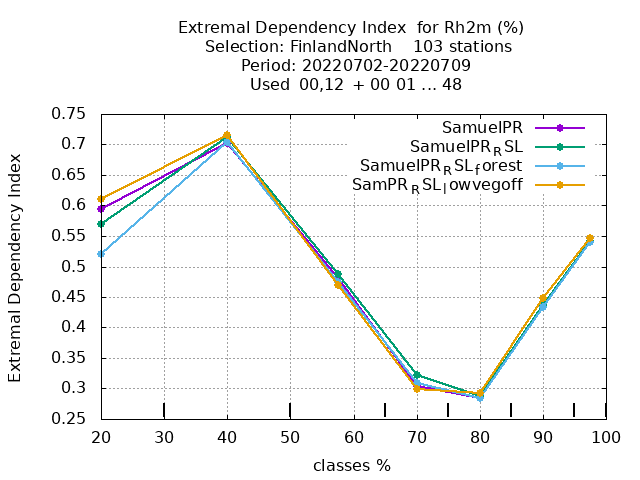 Extremal Dependency Index  for Rh2m (%)
Selection: FinlandNorth    103 stations
Period: 20220702-20220709
Used  00,12  + 00 01 ... 48
0.75
0.7
0.65
0.6
0.55
0.5
0.45
0.4
0.35
0.3
0.25
Extremal Dependency Index
SamuelPR
SamuelPR_RSL
SamuelPR_RSL_forest
SamPR_RSL_lowvegoff
20 30 40 50 60 70 80 90 100
classes %